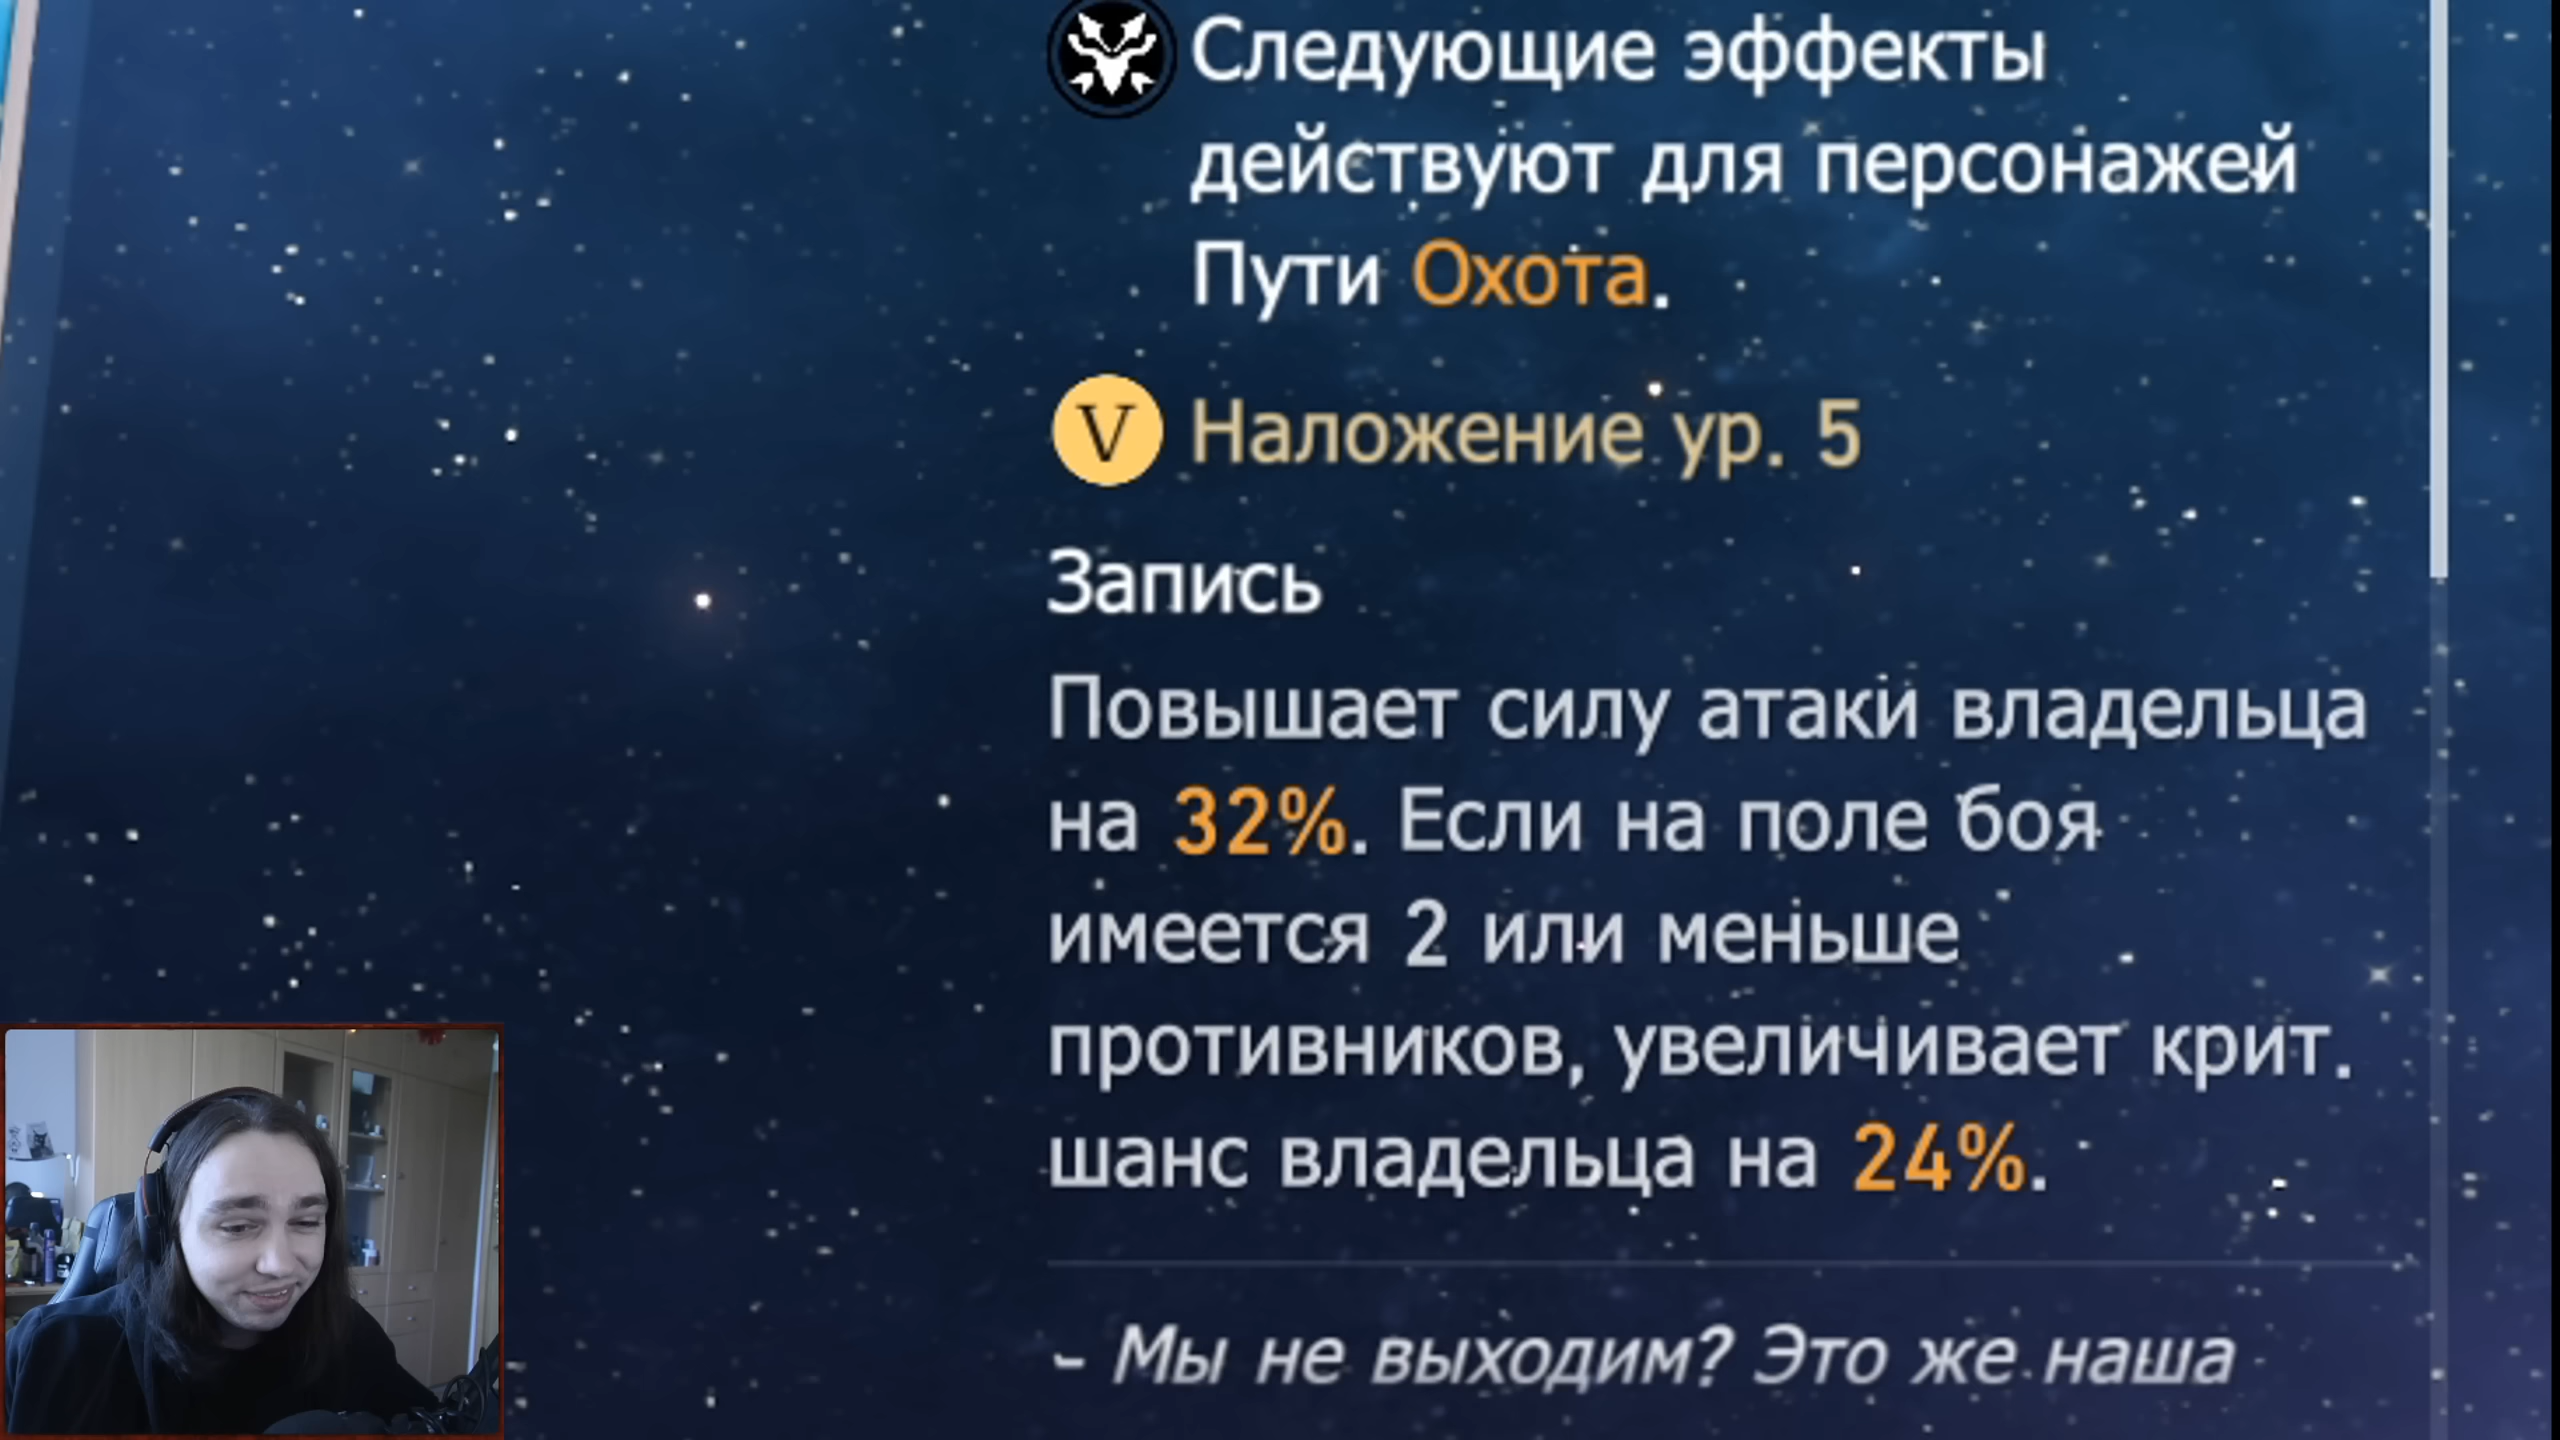 Следующие эффекты
действуют для персонажей
Пути Охота.
V Наложение ур. 5
Запись
Повышает силу атаки владельца
на 32%. Если на поле боя
имеется 2 или меньше
противников, увеличивает крит.
шанс владельца на 24%.
- Мы не выходим? Это же наша